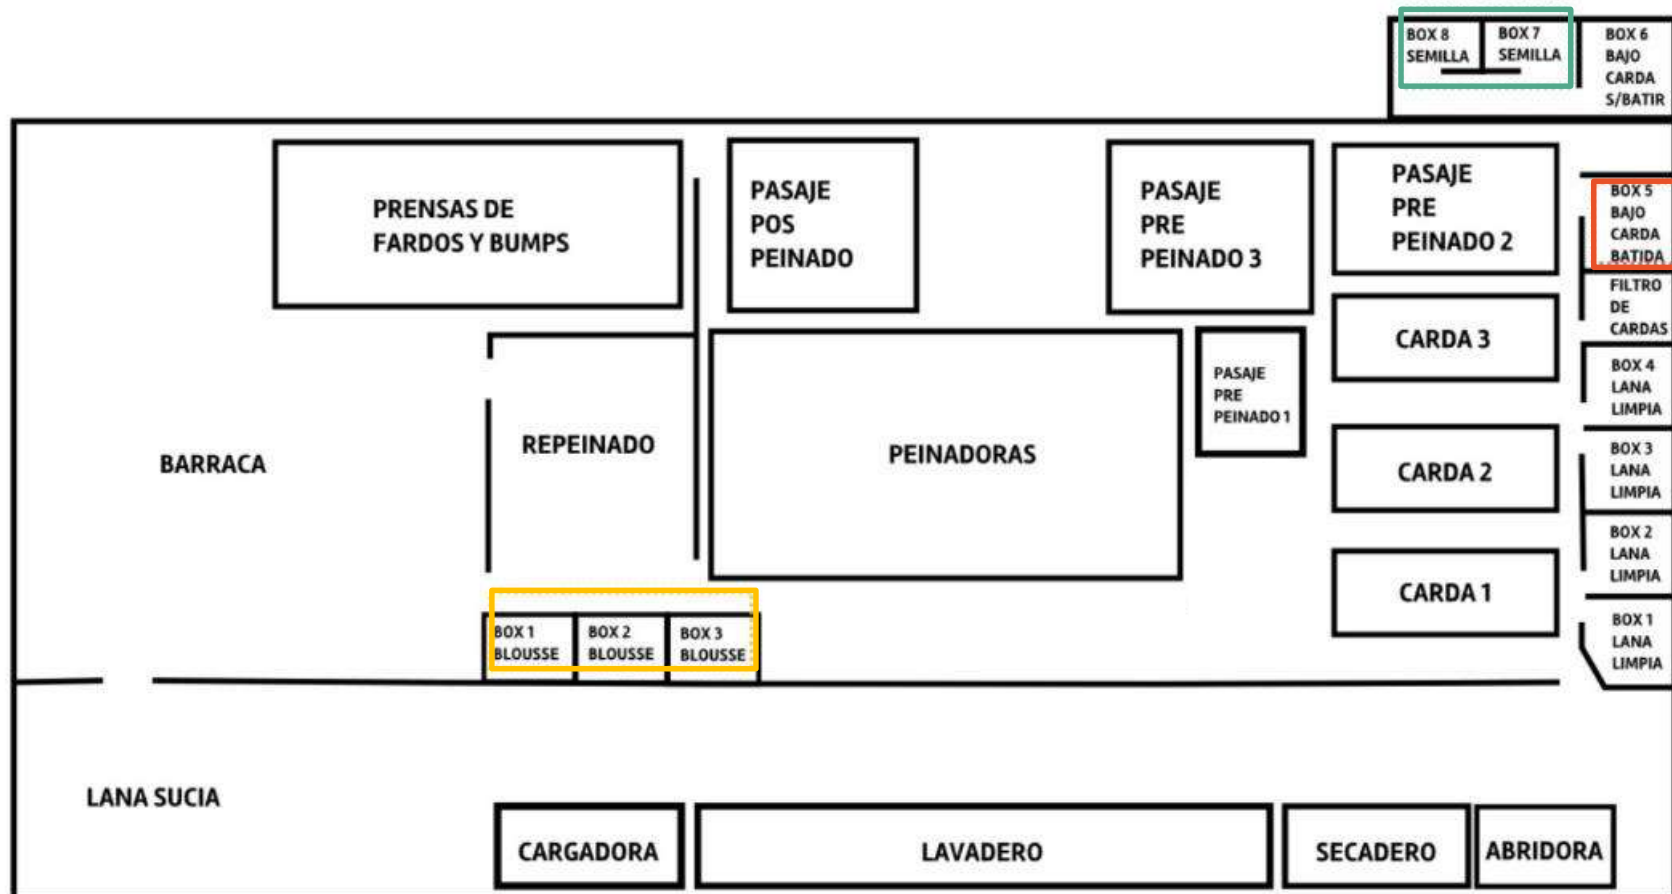 BOX 8
SEMILLA
BOX 7
SEMILLA
BOX 6
BAJO
CARDA
S/BATIR
PRENSAS DE
FARDOS Y BUMPS
PASAJE
POS
PEINADO
PASAJE
PRE
PEINADO 3
PASAJE
PRE
PEINADO 2
BOX 5
BAJO
CARDA
BATIDA
FILTRO
DE
CARDAS
CARDA 3
PASAJE
PRE
PEINADO 1
BOX 4
LANA
LIMPIA
BARRACA
REPEINADO
PEINADORAS
CARDA 2
BOX 3
LANA
LIMPIA
BOX 2
LANA
LIMPIA
CARDA 1
BOX 1
LANA
LIMPIA
BOX 1
BLOUSSE
BOX 2
BLOUSSE
BOX 3
BLOUSSE
LANA SUCIA
CARGADORA
LAVADERO
SECADERO
ABRIDORA